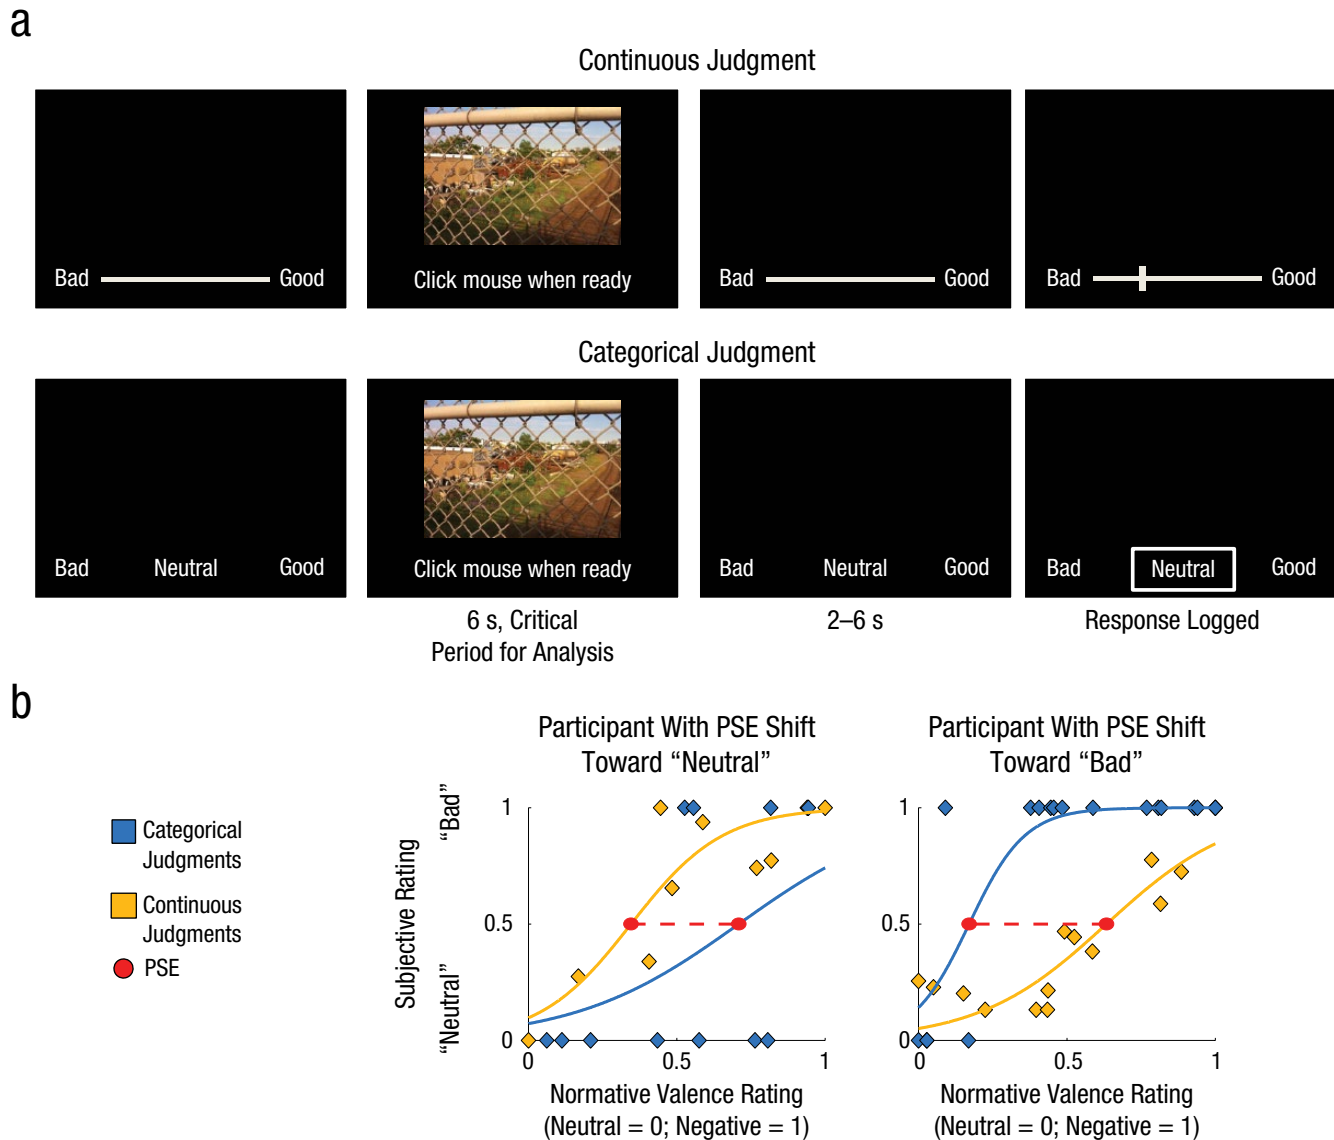 a
Continuous Judgment
Bad Good
Click mouse when ready
Bad Good
Bad Good
Categorical Judgment
Bad Neutral Good
Click mouse when ready
Bad Neutral Good
Bad Neutral Good
6 s, Critical
Period for Analysis
2–6 s
Response Logged
b
Categorical
Judgments
Continuous
Judgments
PSE
Participant With PSE Shift
Toward “Neutral”
Subjective Rating
“Neutral” “Bad”
1
0.5
0
0 0.5 1
Normative Valence Rating
(Neutral = 0; Negative = 1)
Participant With PSE Shift
Toward “Bad”
1
0.5
0
0 0.5 1
Normative Valence Rating
(Neutral = 0; Negative = 1)